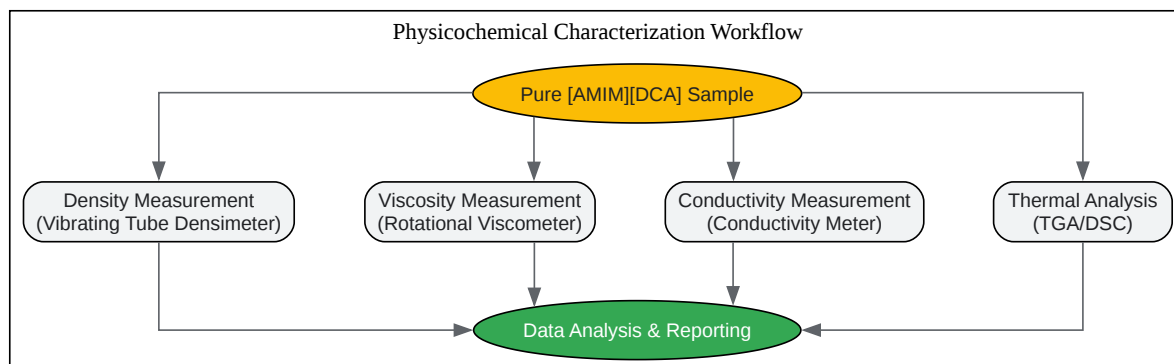 Physicochemical Characterization Workflow
Pure [AMIM][DCA] Sample
Density Measurement
(Vibrating Tube Densimeter)
Viscosity Measurement
(Rotational Viscometer)
Conductivity Measurement
(Conductivity Meter)
Thermal Analysis
(TGA/DSC)
Data Analysis & Reporting